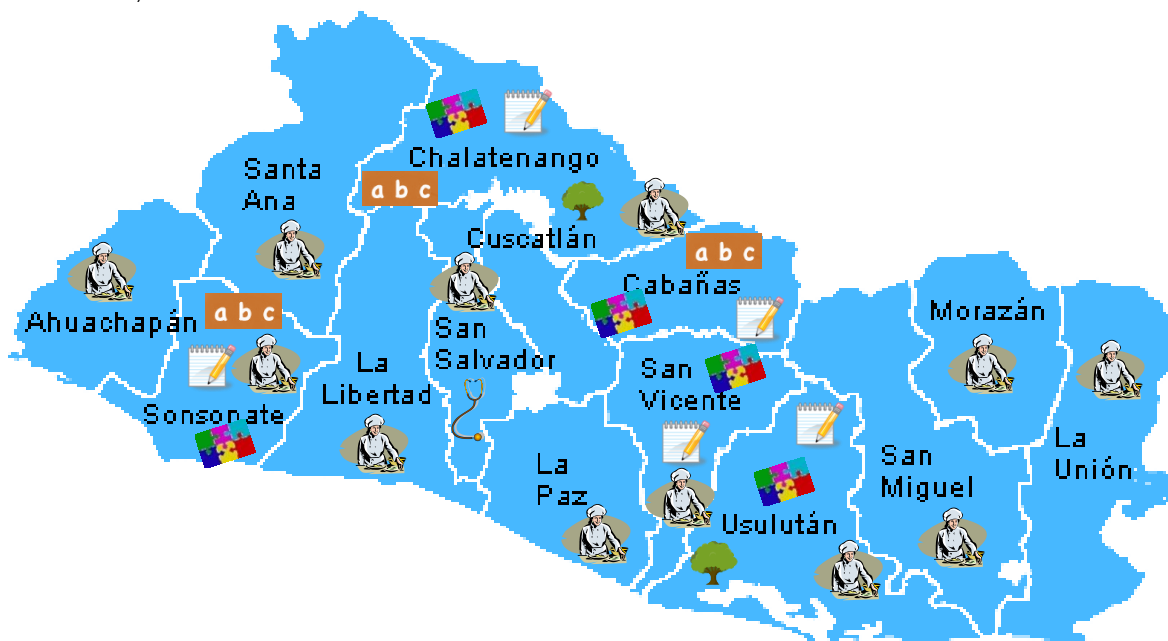 Chalatenango
Santa
Ana
a b c
Cuscatlán
a b c
Cabañas
Ahuachapán
a b c
Morazán
San
Salvador
La
Libertad
San
Vicente
Sonsonate
La
Unión
San
Miguel
La
Paz
Usulután